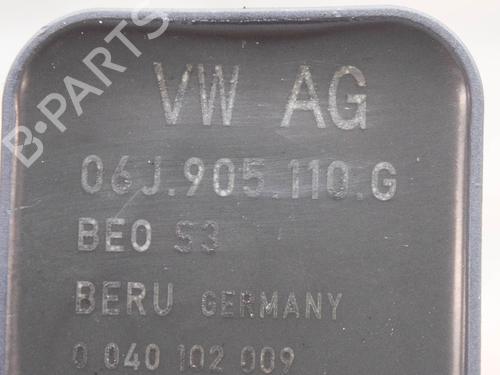 B-PARTS
VW AG
06J.905.110.G
BEO S3
BERU GERMANY
0 040 102 009